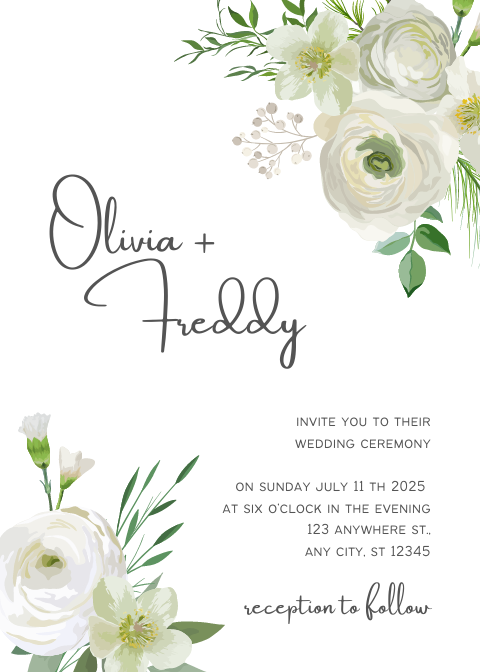 Olivia +
Freddy
INVITE YOU TO THEIR
WEDDING CEREMONY
ON SUNDAY JULY 11 TH 2025
AT SIX O'CLOCK IN THE EVENING
123 ANYWHERE ST.,
ANY CITY, ST 12345
reception to follow